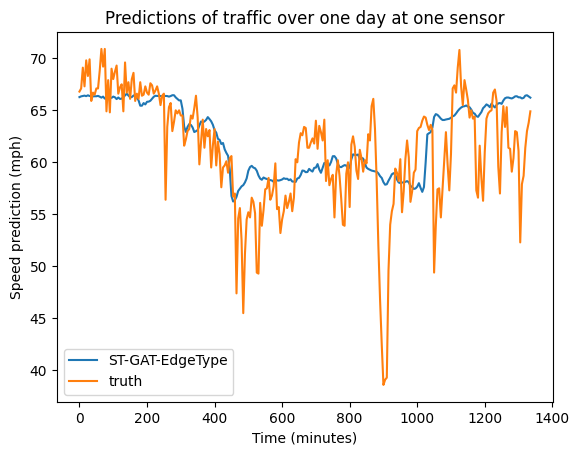 Predictions of traffic over one day at one sensor
Speed prediction (mph)
70
65
60
55
50
45
40
ST-GAT-EdgeType
truth
0 200 400 600 800 1000 1200 1400
Time (minutes)